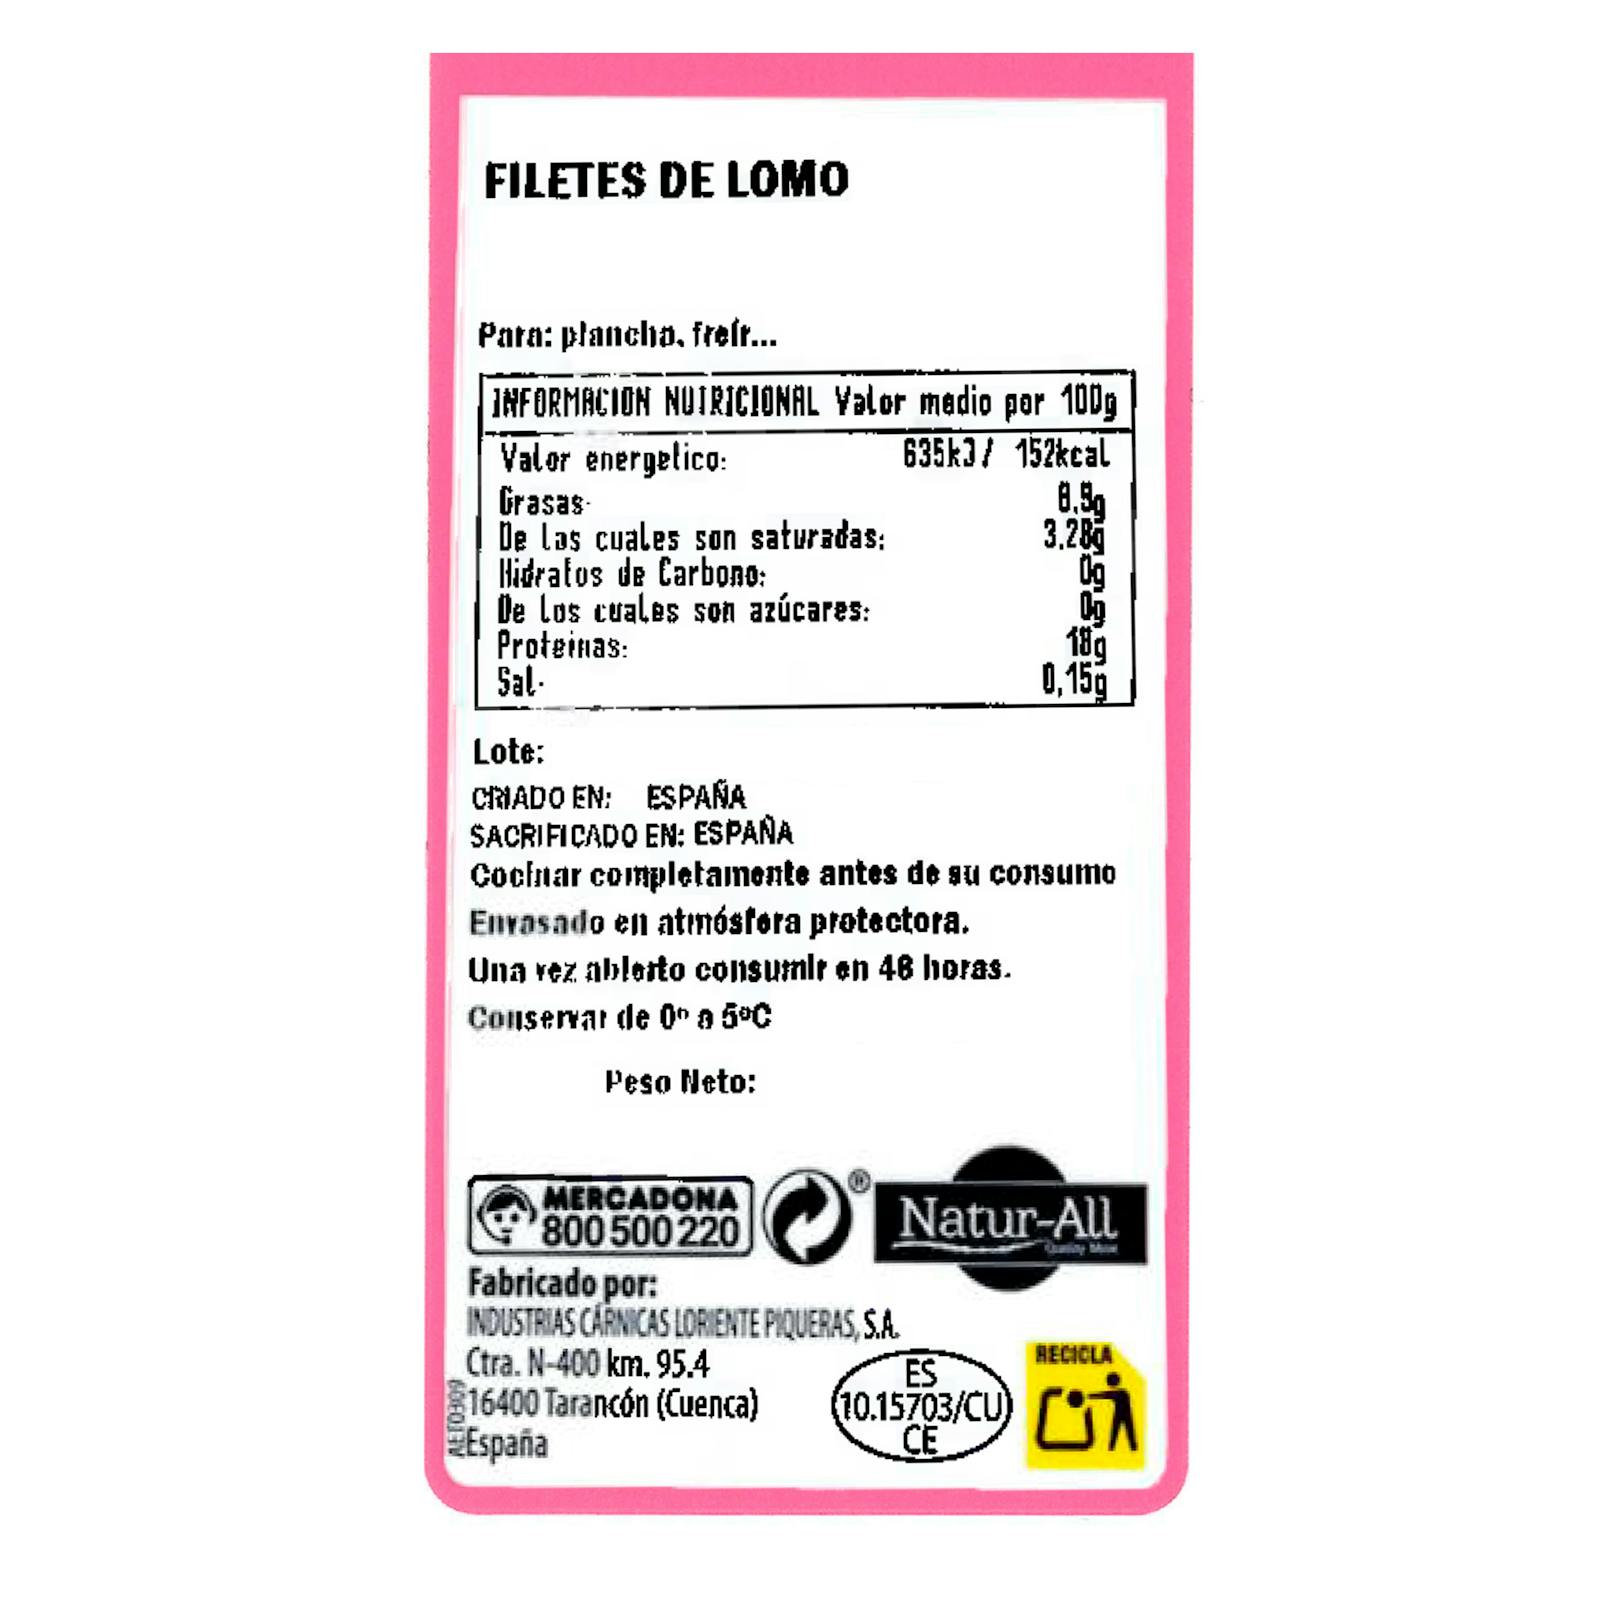 FILETES DE LOMO
Para: plancha, freír...
INFORMACION NUTRICIONAL Valor medio por 100g
Valor energetico: 635kJ/ 152kcal
Grasas: 8,9g
De las cuales son saturadas: 3,28g
Hidratos de Carbono: 0g
De los cuales son azúcares: 0g
Proteinas: 18g
Sal: 0,15g
Lote:
CRIADO EN: ESPAÑA
SACRIFICADO EN: ESPAÑA
Cocinar completamente antes de su consumo
Envasado en atmósfera protectora.
Una vez abierto consumir en 48 horas.
Conservar de 0º a 5ºC
Peso Neto:
MERCADONA
800 500 220
®
Natur-All
Fabricado por:
INDUSTRIAS CÁRNICAS LORIENTE PIQUERAS, S.A.
Ctra. N-400 km. 95.4
16400 Tarancón (Cuenca)
España
ES
10.15703/CU
CE
RECICLA